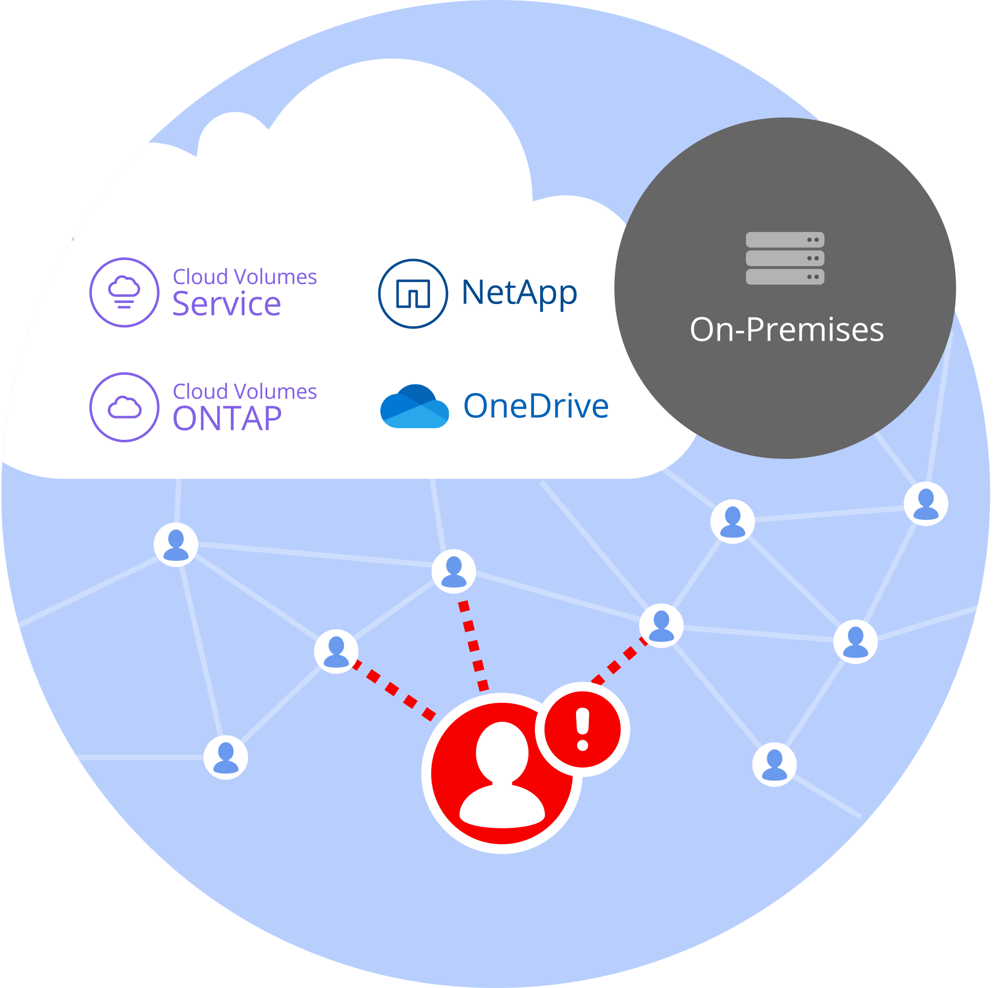 Cloud Volumes
Service
NetApp
On-Premises
Cloud Volumes
ONTAP
OneDrive